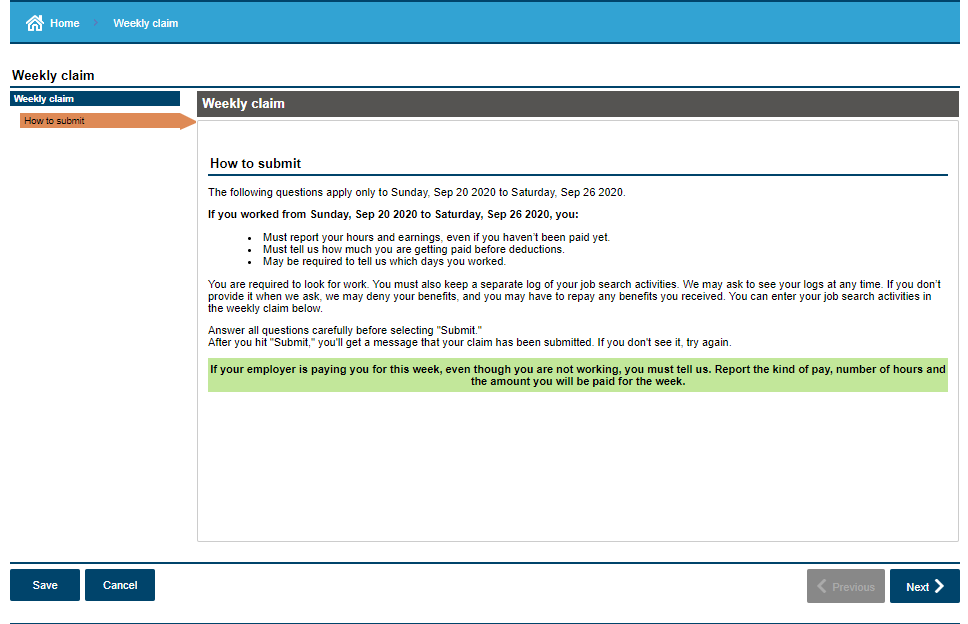 Home > Weekly claim
Weekly claim
Weekly claim
How to submit
Weekly claim
How to submit
The following questions apply only to Sunday, Sep 20 2020 to Saturday, Sep 26 2020.
If you worked from Sunday, Sep 20 2020 to Saturday, Sep 26 2020, you:
• Must report your hours and earnings, even if you haven't been paid yet.
• Must tell us how much you are getting paid before deductions.
• May be required to tell us which days you worked.
You are required to look for work. You must also keep a separate log of your job search activities. We may ask to see your logs at any time. If you don't
provide it when we ask, we may deny your benefits, and you may have to repay any benefits you received. You can enter your job search activities in
the weekly claim below.
Answer all questions carefully before selecting "Submit."
After you hit "Submit," you'll get a message that your claim has been submitted. If you don't see it, try again.
If your employer is paying you for this week, even though you are not working, you must tell us. Report the kind of pay, number of hours and
the amount you will be paid for the week.
Save
Cancel
Previous
Next